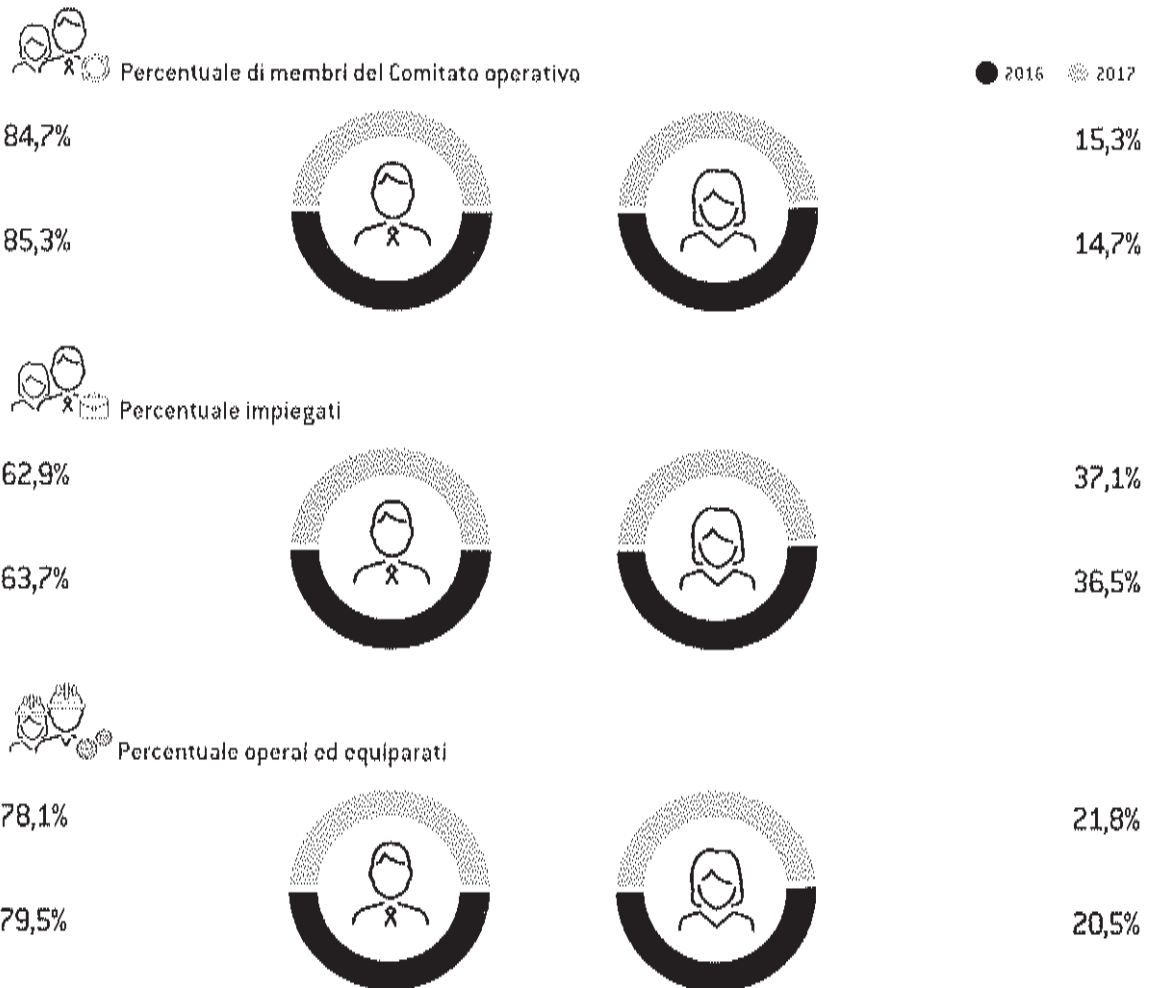 Percentuale di membri del Comitato operativo
2016 2017
84,7% 15,3%
85,3% 14,7%
Percentuale impiegati
62,9% 37,1%
63,7% 36,5%
Percentuale operai ed equiparati
78,1% 21,8%
79,5% 20,5%